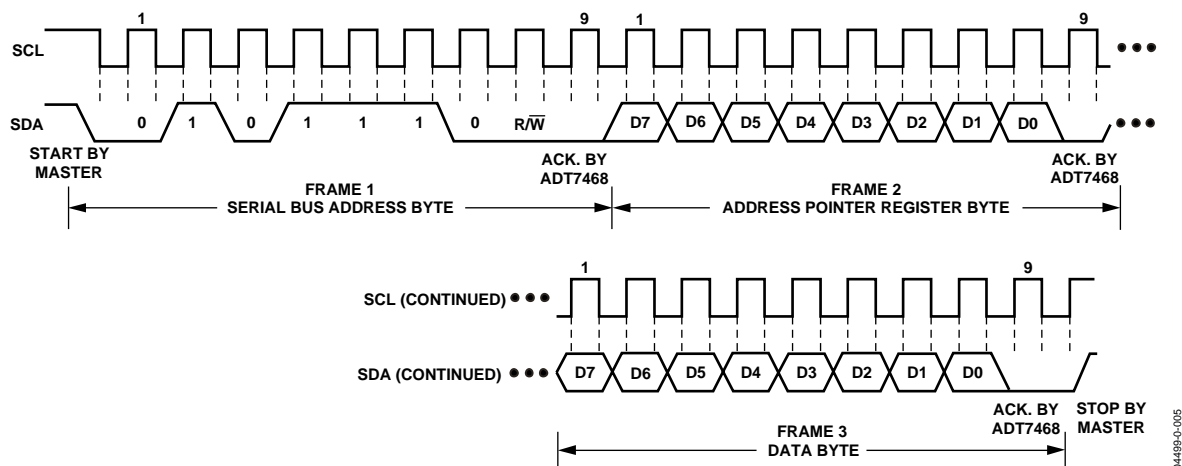 1 9 1 9
SCL
SDA
0 1 0 1 1 1 0 R/W̅ D7 D6 D5 D4 D3 D2 D1 D0
START BY
MASTER
ACK. BY
ADT7468
ACK. BY
ADT7468
FRAME 1
SERIAL BUS ADDRESS BYTE
FRAME 2
ADDRESS POINTER REGISTER BYTE
1 9
SCL (CONTINUED)
SDA (CONTINUED)
D7 D6 D5 D4 D3 D2 D1 D0
ACK. BY
ADT7468
STOP BY
MASTER
FRAME 3
DATA BYTE
04499-0-005